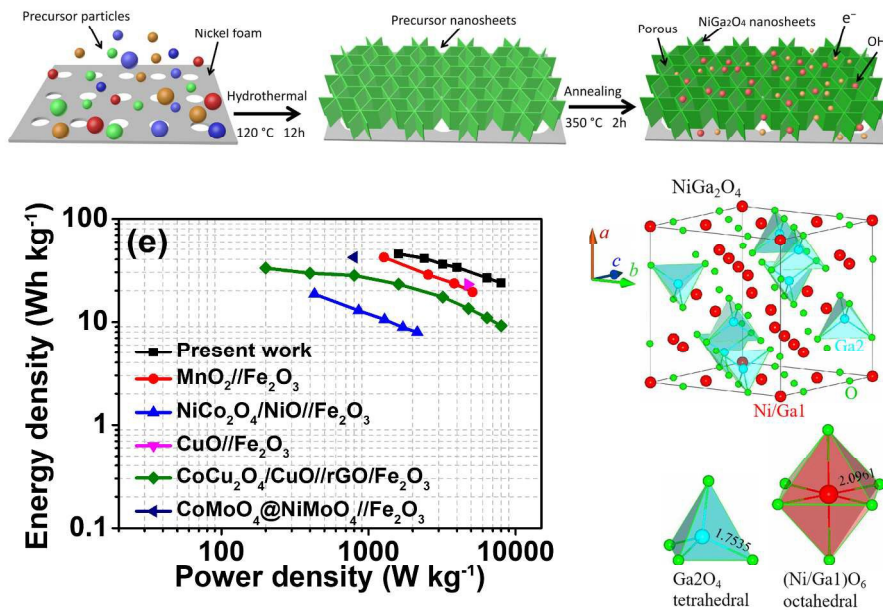 Precursor particles
Nickel foam
Hydrothermal
120 °C 12h
Precursor nanosheets
Annealing
350 °C 2h
NiGa2O4 nanosheets
Porous
e⁻
OH
(e)
Energy density (Wh kg⁻¹)
100
10
1
0.1
Present work
MnO₂//Fe₂O₃
NiCo₂O₄/NiO//Fe₂O₃
CuO//Fe₂O₃
CoCu₂O₄/CuO//rGO/Fe₂O₃
CoMoO₄@NiMoO₄//Fe₂O₃
100
1000
10000
Power density (W kg⁻¹)
NiGa₂O₄
a
c
b
Ga2
O
Ni/Ga1
1.7535
2.0961
Ga2O₄
tetrahedral
(Ni/Ga1)O₆
octahedral